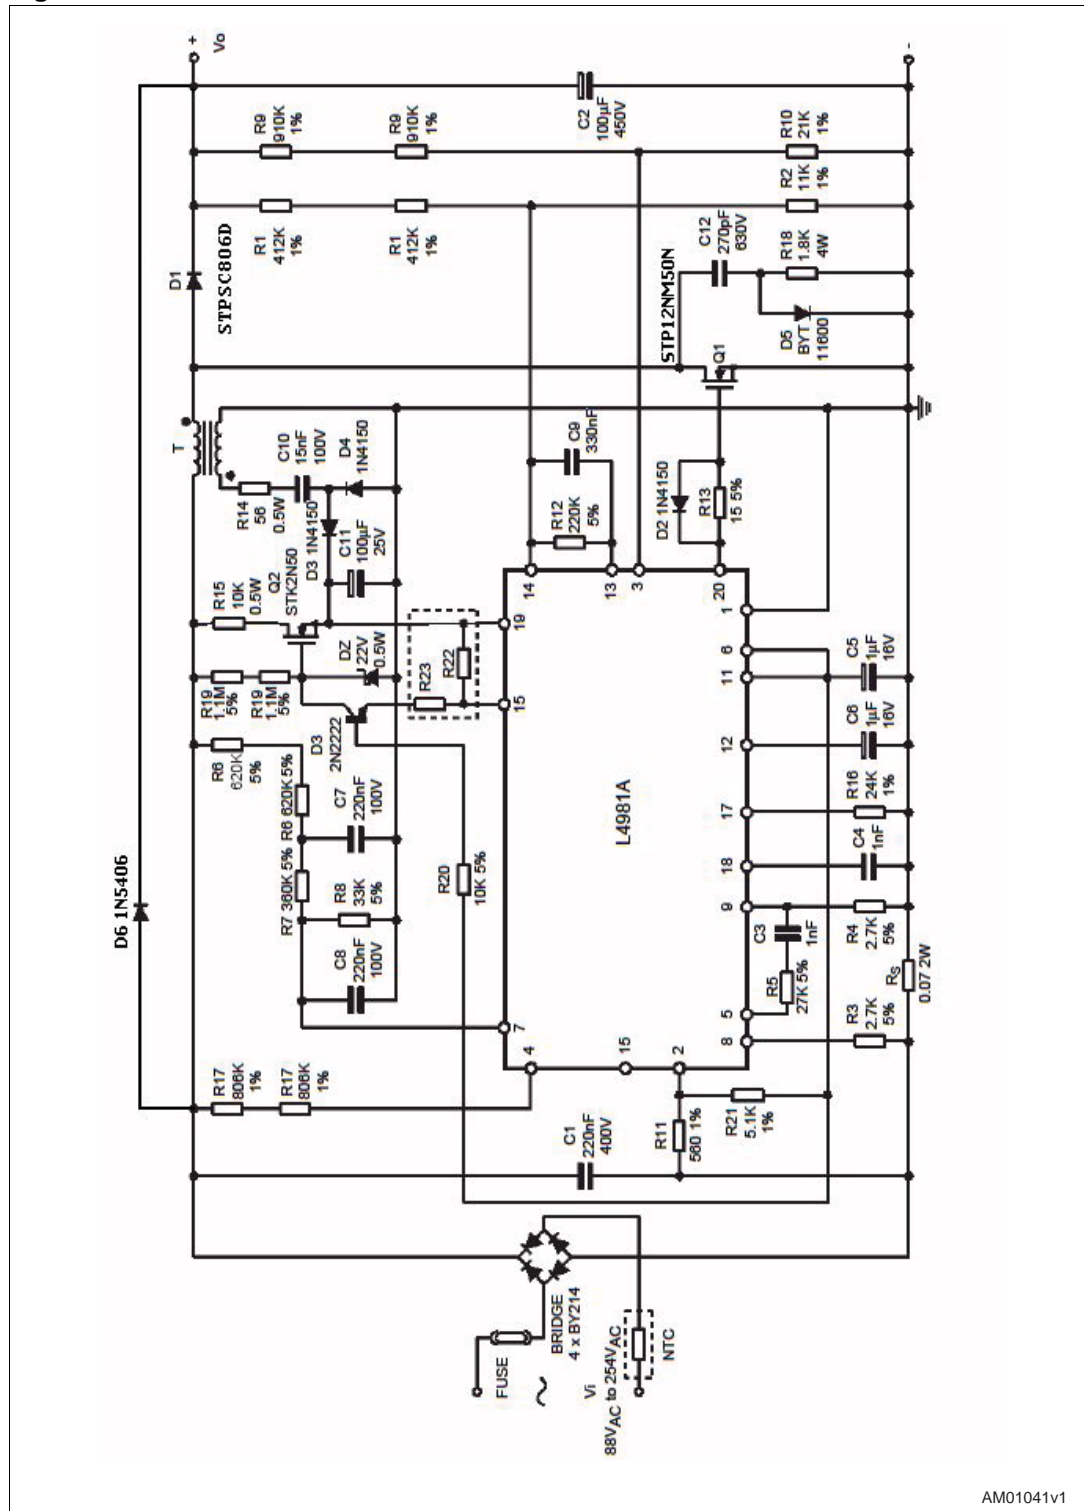 +
Vo
-
D6 1N5406
R9
910K
1%
R9
910K
1%
C2
100µF
450V
R10
21K
1%
R1
412K
1%
R1
412K
1%
R2
11K
1%
D1
STPSC806D
C12
270pF
630V
R18
1.8K
4W
D5
BYT
11600
STP12NM50N
Q1
T
R14
56
0.5W
C10
15nF
100V
D4
1N4150
D3 1N4150
C11
100µF
25V
R15
10K
0.5W
Q2
STK2N50
DZ
22V
0.5W
R19
1.1M
5%
R19
1.1M
5%
D3
2N2222
R23
R22
R6
620K
5%
R6 620K 5%
C7
220nF
100V
R7 360K 5%
R8
33K
5%
C8
220nF
100V
R20
10K 5%
R12
220K
5%
C9
330nF
D2 1N4150
R13
15 5%
L4981A
14
13
3
20
19
15
7
4
15
2
1
6
11
12
17
18
9
5
8
C5
1µF
16V
C6
1µF
16V
R16
24K
1%
C4
1nF
C3
1nF
R5
27K 5%
R4
2.7K
5%
R3
2.7K
5%
RS
0.07 2W
R17
806K
1%
R17
806K
1%
C1
220nF
400V
R11
560 1%
R21
5.1K
1%
BRIDGE
4 x BY214
FUSE
~
Vi
88VAC to 254VAC
NTC
AM01041v1